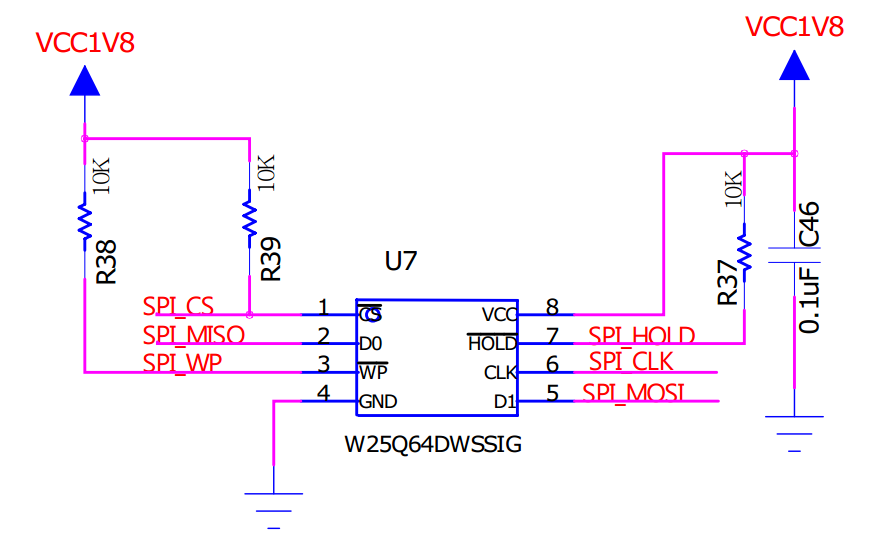 VCC1V8
VCC1V8
10K
R38
10K
R39
10K
R37
C46
0.1uF
U7
SPI_CS
1
CS
VCC
8
SPI_MISO
2
D0
HOLD
7
SPI_HOLD
SPI_WP
3
WP
CLK
6
SPI_CLK
4
GND
D1
5
SPI_MOSI
W25Q64DWSSIG